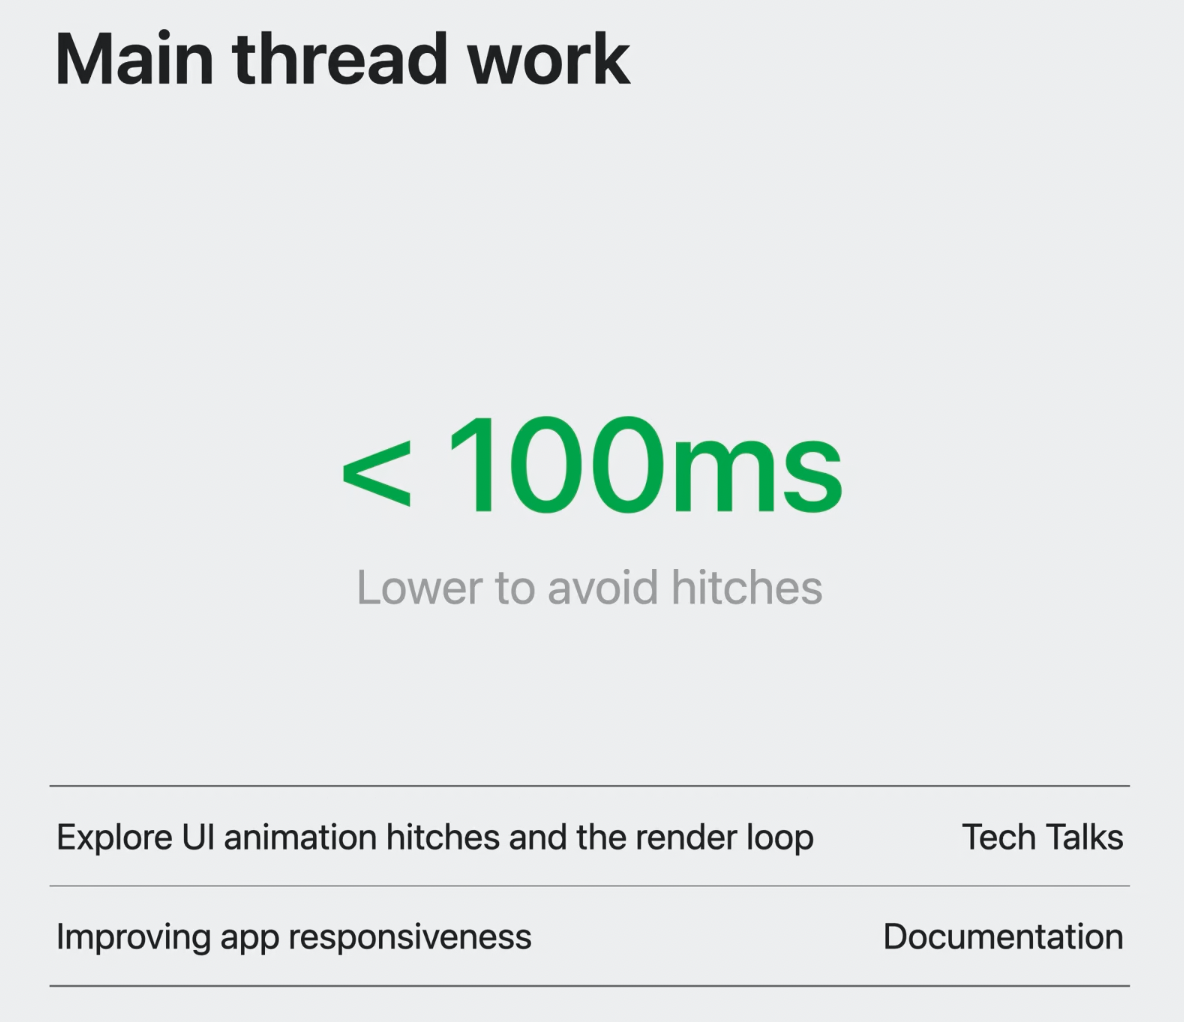 Main thread work
< 100ms
Lower to avoid hitches
Explore UI animation hitches and the render loop Tech Talks
Improving app responsiveness Documentation